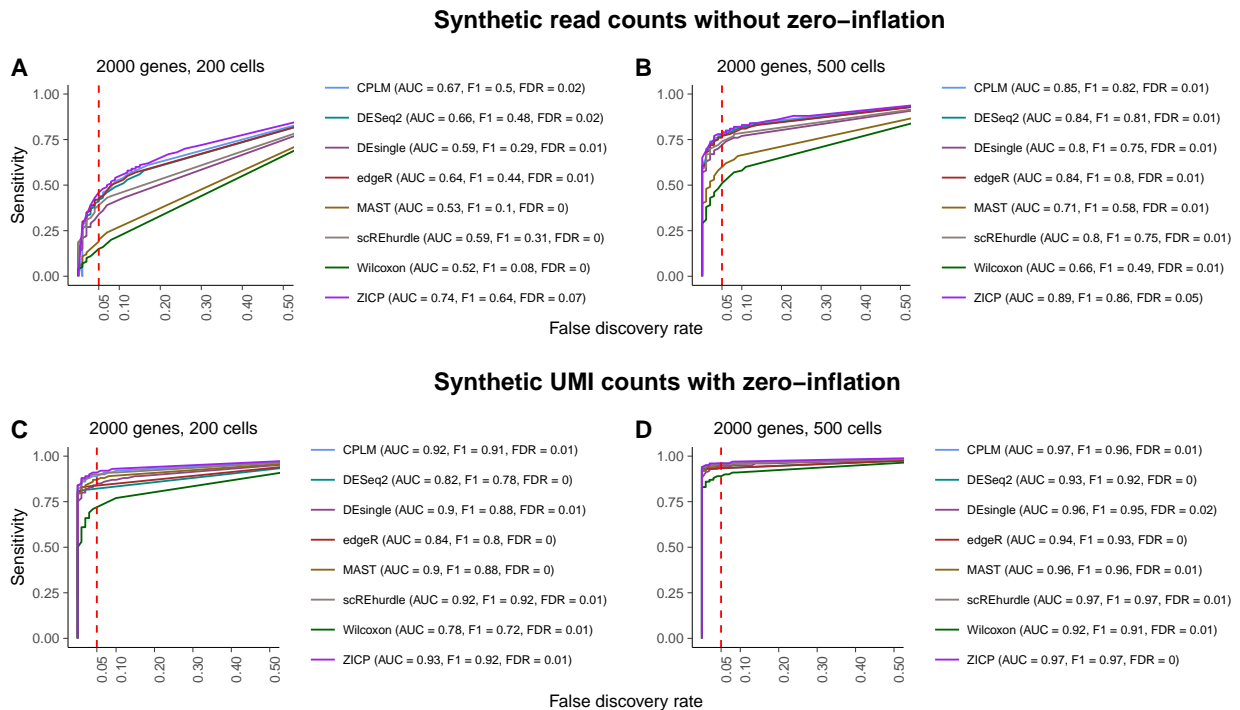 Synthetic read counts without zero−inflation
A
2000 genes, 200 cells
Sensitivity
1.00
0.75
0.50
0.25
0.00
0.05
0.10
0.20
0.30
0.40
0.50
CPLM (AUC = 0.67, F1 = 0.5, FDR = 0.02)
DESeq2 (AUC = 0.66, F1 = 0.48, FDR = 0.02)
DEsingle (AUC = 0.59, F1 = 0.29, FDR = 0.01)
edgeR (AUC = 0.64, F1 = 0.44, FDR = 0.01)
MAST (AUC = 0.53, F1 = 0.1, FDR = 0)
scREhurdle (AUC = 0.59, F1 = 0.31, FDR = 0)
Wilcoxon (AUC = 0.52, F1 = 0.08, FDR = 0)
ZICP (AUC = 0.74, F1 = 0.64, FDR = 0.07)
B
2000 genes, 500 cells
1.00
0.75
0.50
0.25
0.00
0.05
0.10
0.20
0.30
0.40
0.50
CPLM (AUC = 0.85, F1 = 0.82, FDR = 0.01)
DESeq2 (AUC = 0.84, F1 = 0.81, FDR = 0.01)
DEsingle (AUC = 0.8, F1 = 0.75, FDR = 0.01)
edgeR (AUC = 0.84, F1 = 0.8, FDR = 0.01)
MAST (AUC = 0.71, F1 = 0.58, FDR = 0.01)
scREhurdle (AUC = 0.8, F1 = 0.75, FDR = 0.01)
Wilcoxon (AUC = 0.66, F1 = 0.49, FDR = 0.01)
ZICP (AUC = 0.89, F1 = 0.86, FDR = 0.05)
False discovery rate
Synthetic UMI counts with zero−inflation
C
2000 genes, 200 cells
Sensitivity
1.00
0.75
0.50
0.25
0.00
0.05
0.10
0.20
0.30
0.40
0.50
CPLM (AUC = 0.92, F1 = 0.91, FDR = 0.01)
DESeq2 (AUC = 0.82, F1 = 0.78, FDR = 0)
DEsingle (AUC = 0.9, F1 = 0.88, FDR = 0.01)
edgeR (AUC = 0.84, F1 = 0.8, FDR = 0)
MAST (AUC = 0.9, F1 = 0.88, FDR = 0)
scREhurdle (AUC = 0.92, F1 = 0.92, FDR = 0.01)
Wilcoxon (AUC = 0.78, F1 = 0.72, FDR = 0.01)
ZICP (AUC = 0.93, F1 = 0.92, FDR = 0.01)
D
2000 genes, 500 cells
1.00
0.75
0.50
0.25
0.00
0.05
0.10
0.20
0.30
0.40
0.50
CPLM (AUC = 0.97, F1 = 0.96, FDR = 0.01)
DESeq2 (AUC = 0.93, F1 = 0.92, FDR = 0)
DEsingle (AUC = 0.96, F1 = 0.95, FDR = 0.02)
edgeR (AUC = 0.94, F1 = 0.93, FDR = 0)
MAST (AUC = 0.96, F1 = 0.96, FDR = 0.01)
scREhurdle (AUC = 0.97, F1 = 0.97, FDR = 0.01)
Wilcoxon (AUC = 0.92, F1 = 0.91, FDR = 0.01)
ZICP (AUC = 0.97, F1 = 0.97, FDR = 0)
False discovery rate